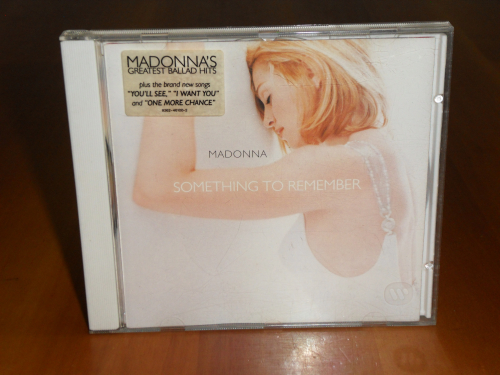 MADONNA'S
GREATEST BALLAD HITS
plus the brand new songs
"YOU'LL SEE," "I WANT YOU"
and "ONE MORE CHANCE"
MADONNA
SOMETHING TO REMEMBER